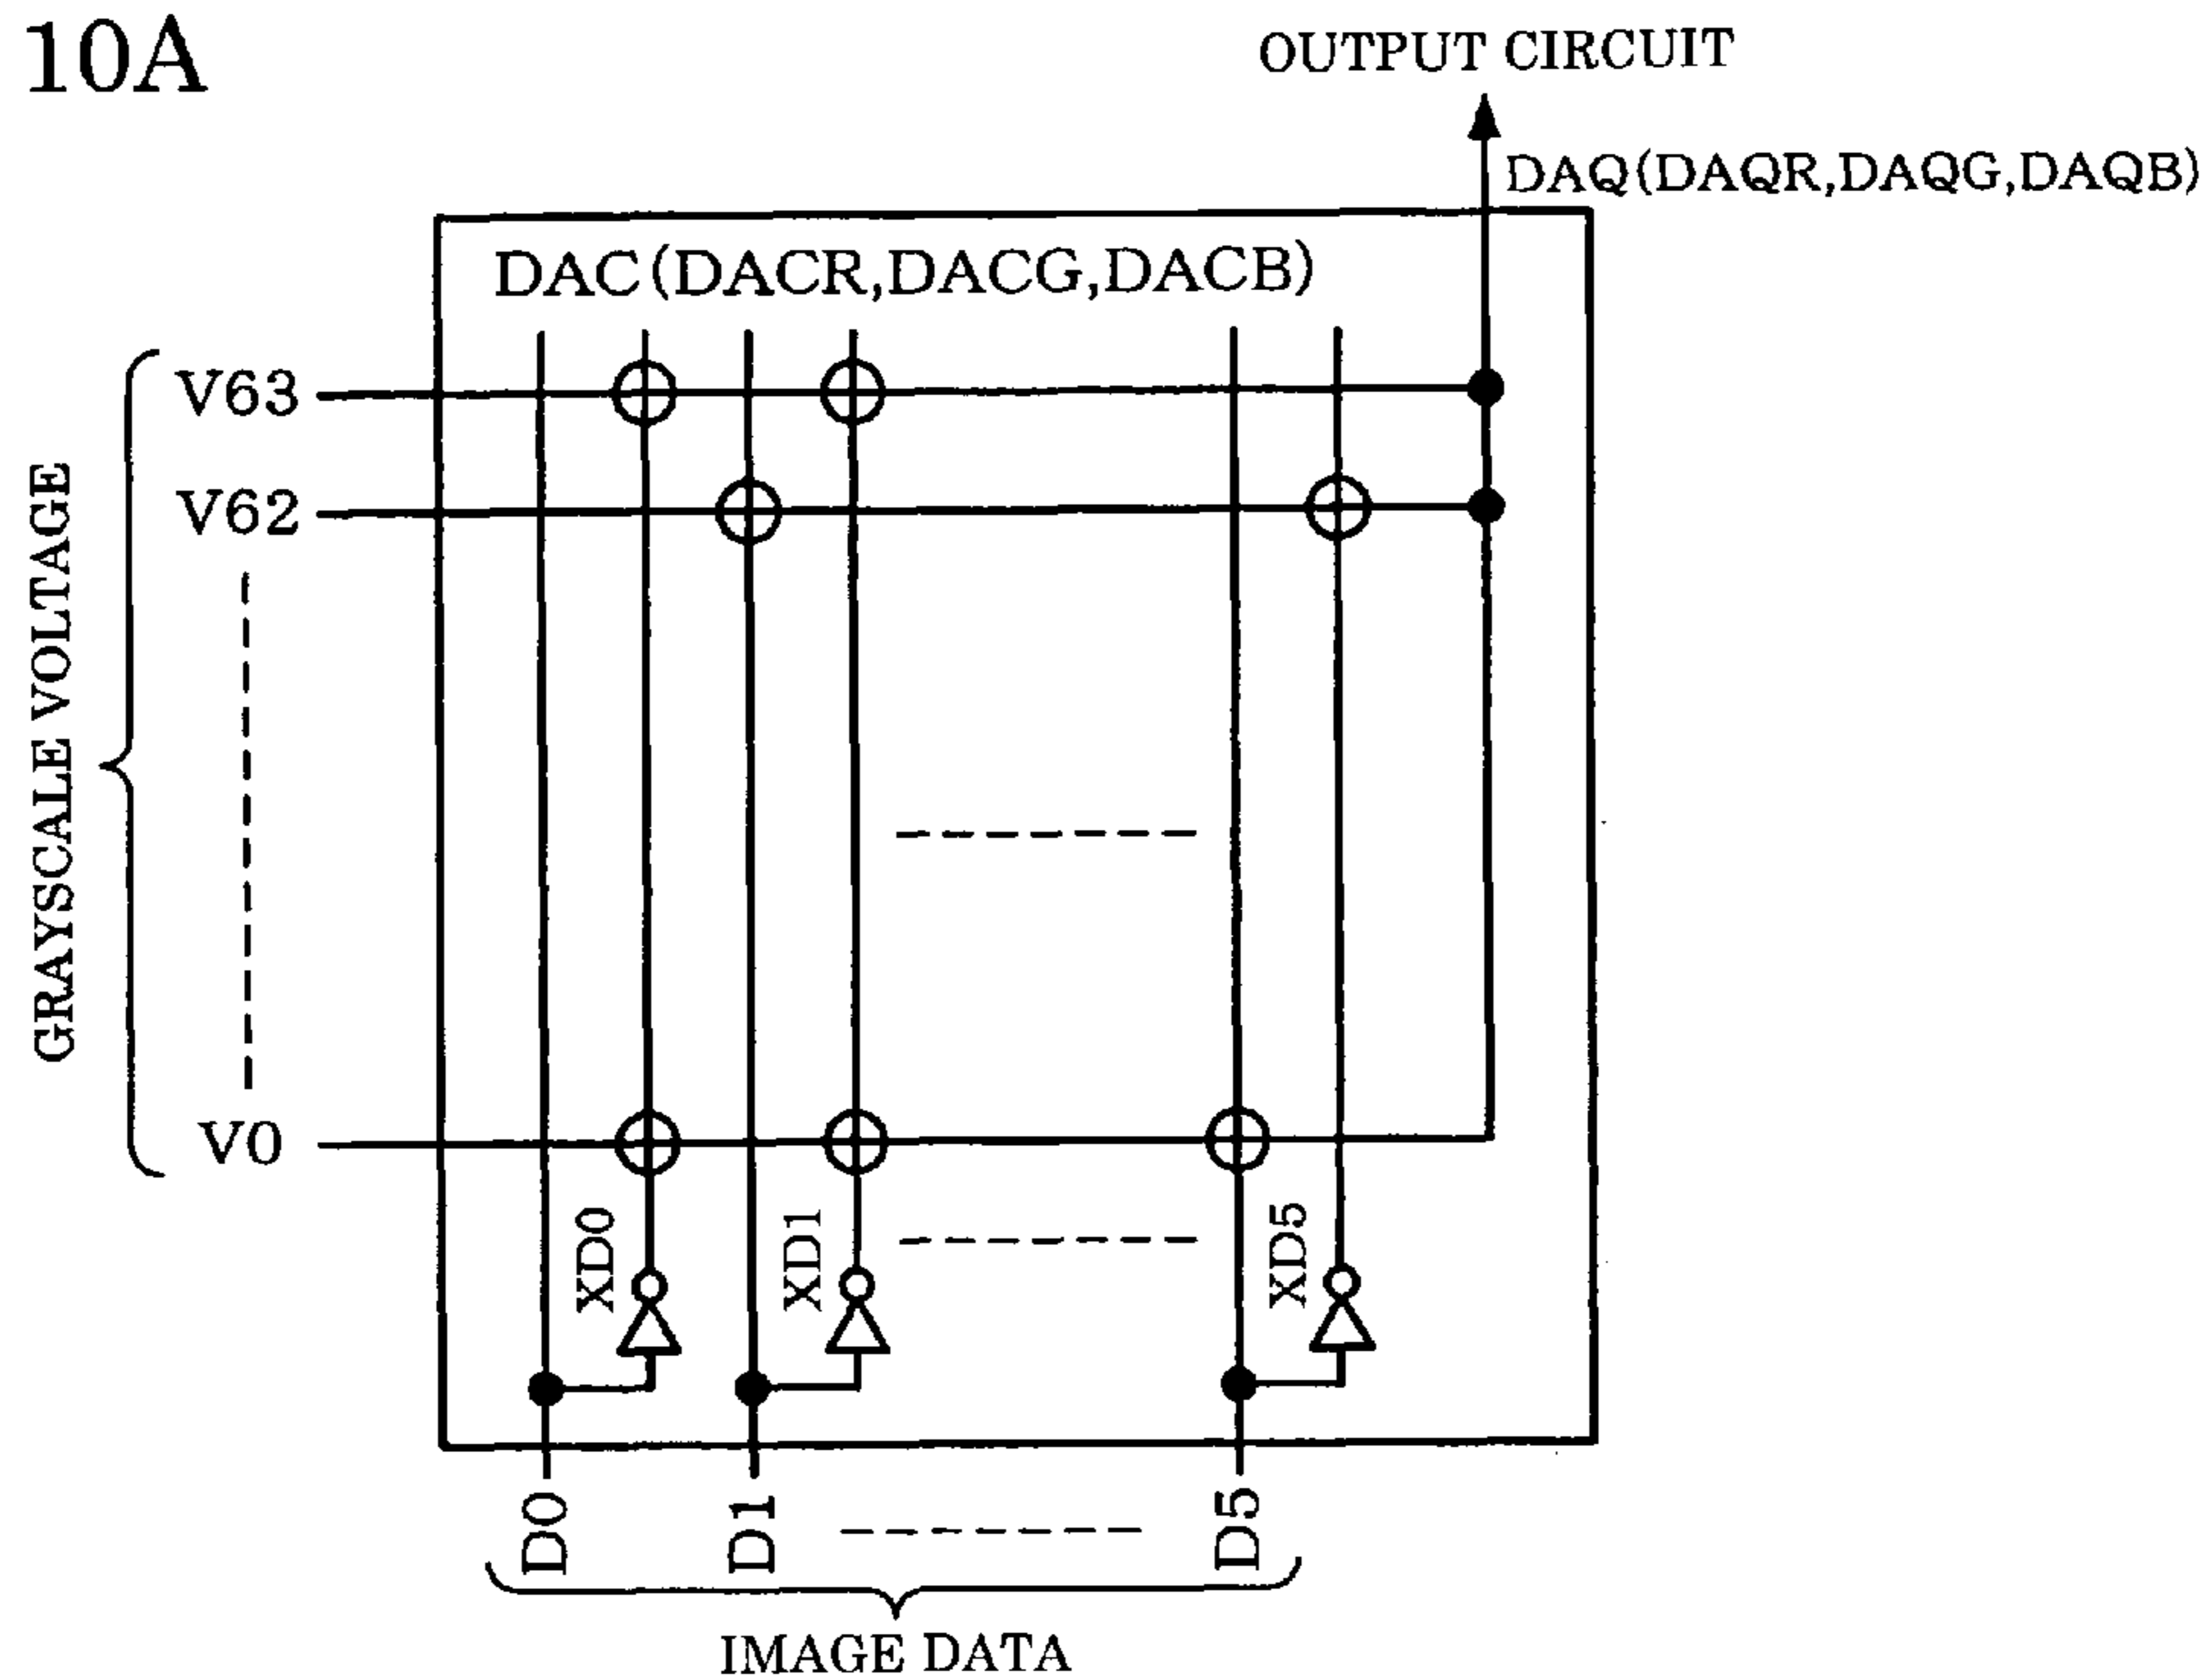 10A
OUTPUT CIRCUIT
DAQ(DAQR,DAQG,DAQB)
DAC(DACR,DACG,DACB)
V63
V62
GRAYSCALE VOLTAGE
V0
XD0
XD1
XD5
D0
D1
D5
IMAGE DATA